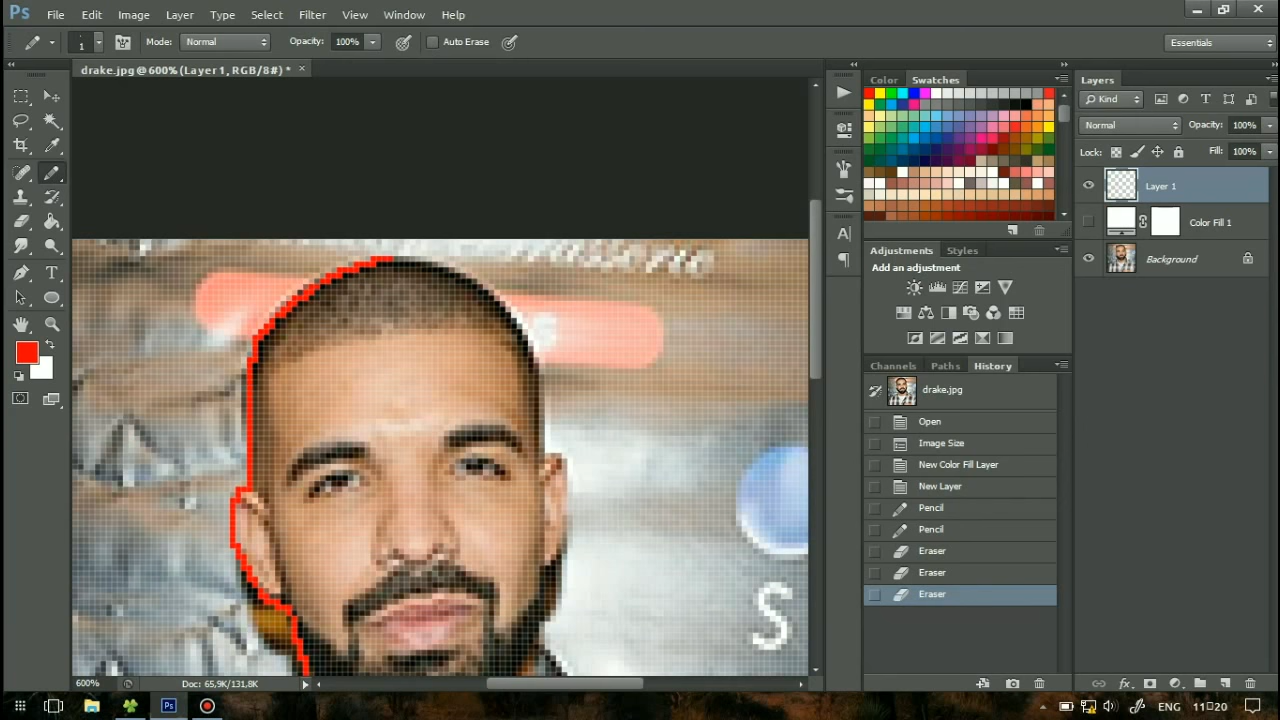 Ps File Edit Image Layer Type Select Filter 3D View Window Help
1 Mode: Normal Opacity: 100% Auto Erase Essentials
drake.jpg @ 600% (Layer 1, RGB/8#) *
Color Swatches
Layers
Kind
Normal Opacity: 100%
Lock: Fill: 100%
Layer 1
Color Fill 1
Background
Adjustments Styles
Add an adjustment
Channels Paths History
drake.jpg
Open
Image Size
New Color Fill Layer
New Layer
Pencil
Pencil
Eraser
Eraser
Eraser
S
600% Doc: 65,9K/131,8K
Ps ENG